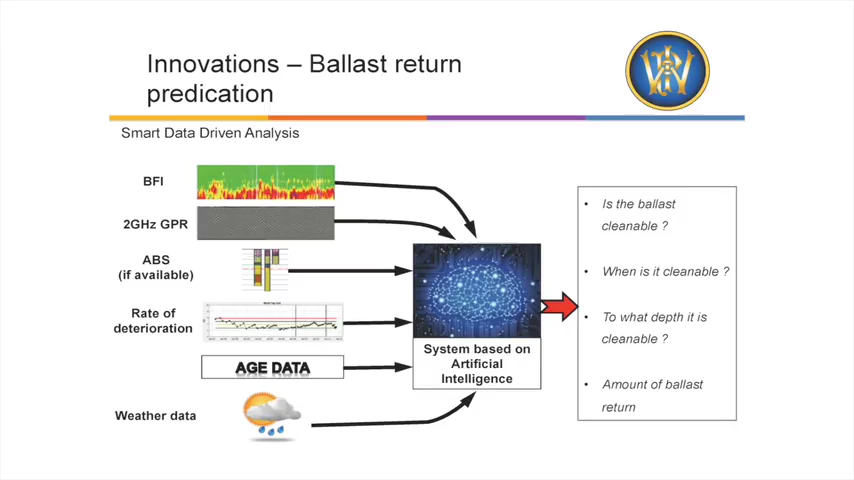 Innovations – Ballast return
predication
Smart Data Driven Analysis
BFI
2GHz GPR
ABS
(if available)
Rate of
deterioration
AGE DATA
Weather data
System based on
Artificial
Intelligence
• Is the ballast
cleanable ?
• When is it cleanable ?
• To what depth it is
cleanable ?
• Amount of ballast
return